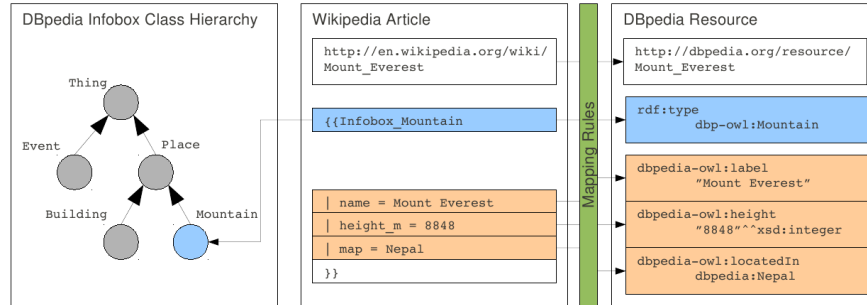 DBpedia Infobox Class Hierarchy
Thing
Event
Place
Building
Mountain
Wikipedia Article
http://en.wikipedia.org/wiki/
Mount_Everest
{{Infobox_Mountain
| name = Mount Everest
| height_m = 8848
| map = Nepal
}}
Mapping Rules
DBpedia Resource
http://dbpedia.org/resource/
Mount_Everest
rdf:type
dbp-owl:Mountain
dbpedia-owl:label
”Mount Everest”
dbpedia-owl:height
”8848”^^xsd:integer
dbpedia-owl:locatedIn
dbpedia:Nepal